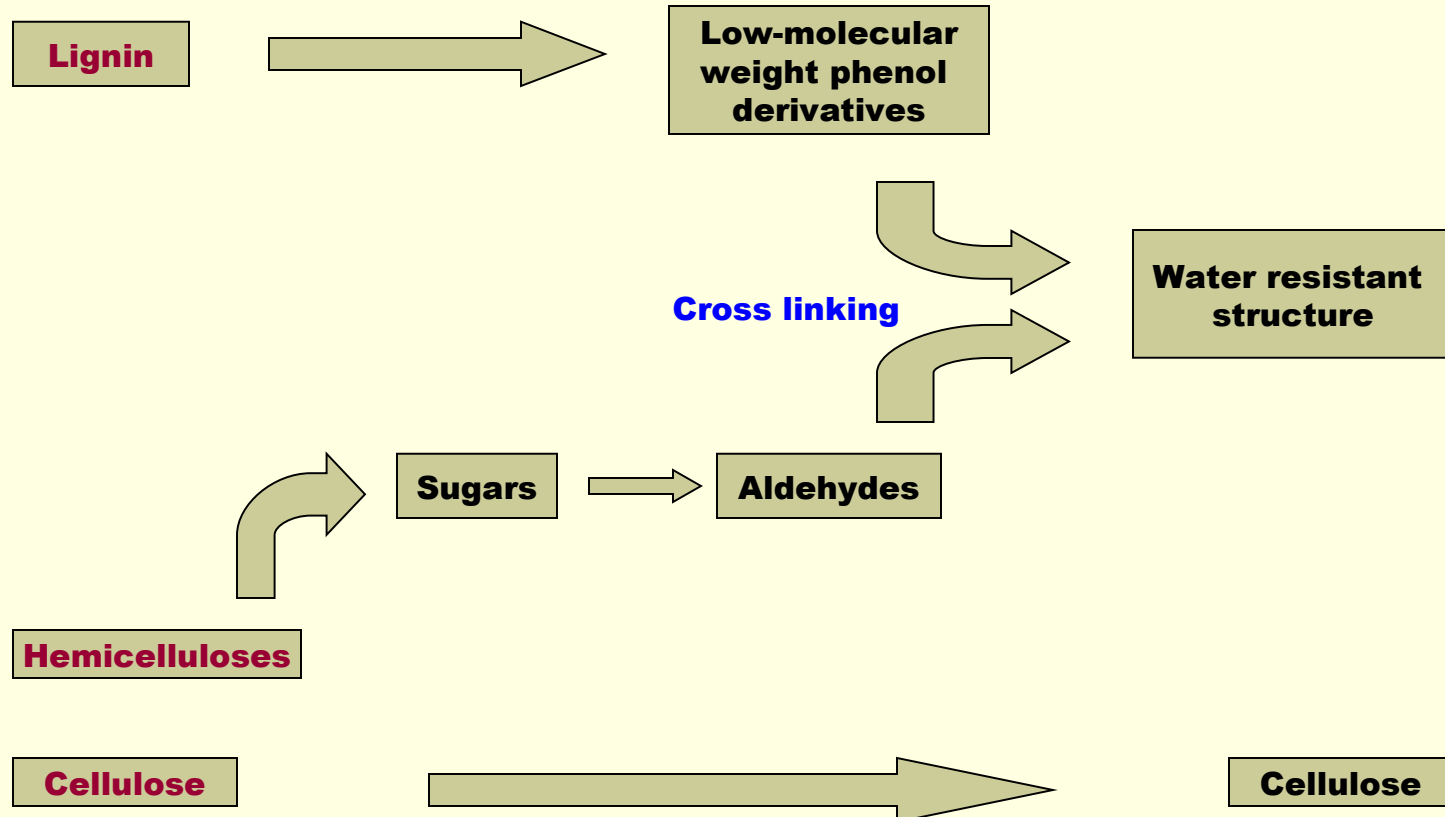 Lignin
Low-molecular
weight phenol
derivatives
Water resistant
structure
Cross linking
Sugars
Aldehydes
Hemicelluloses
Cellulose
Cellulose